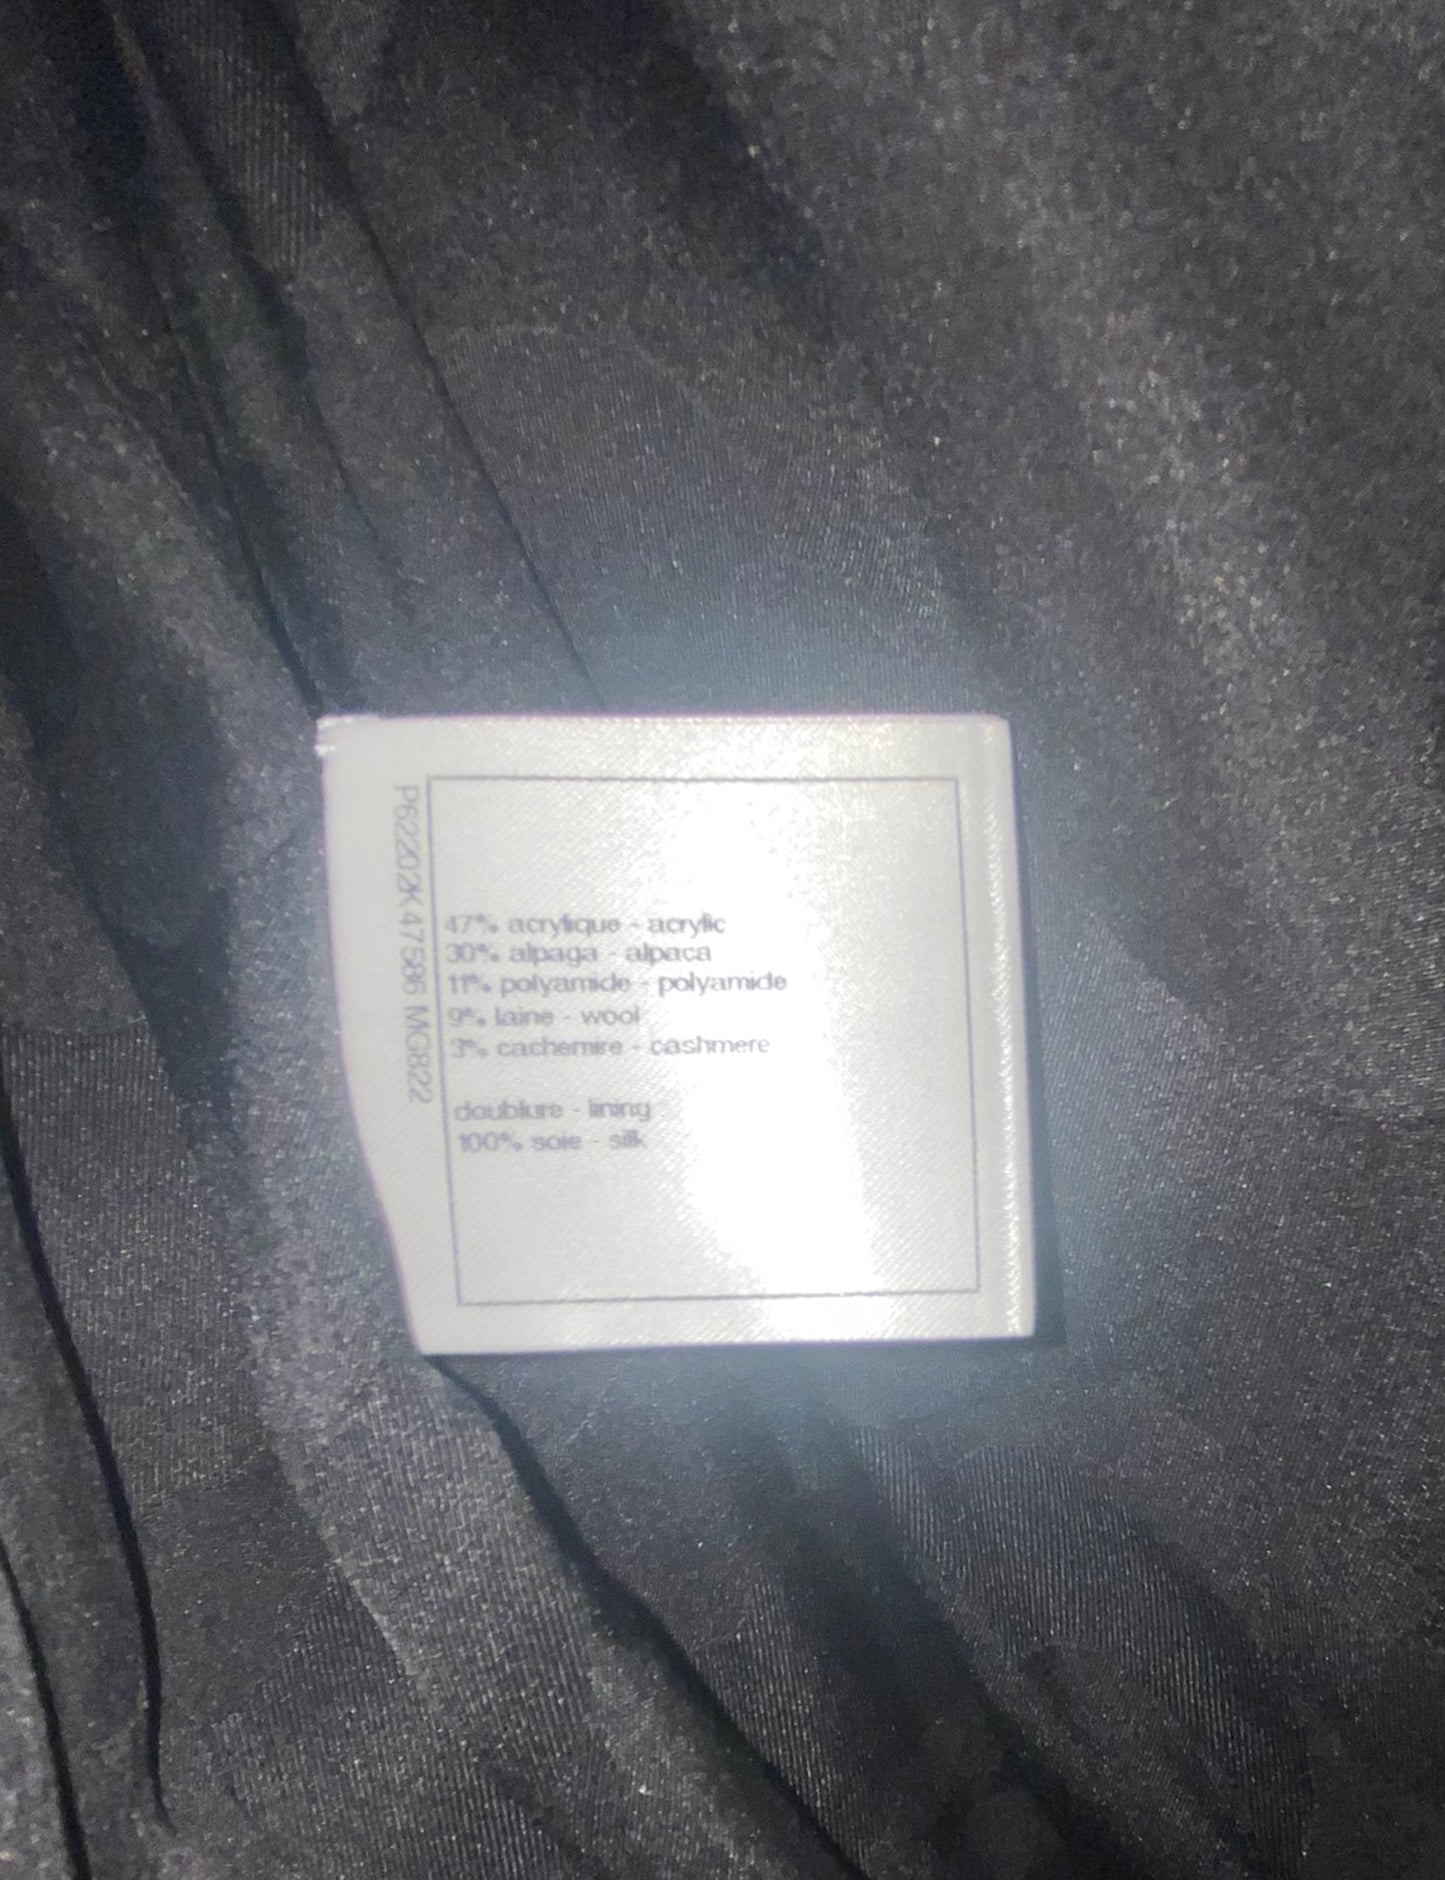 P62202K47586 MG822
47% acrylique - acrylic
30% alpaga - alpaca
11% polyamide - polyamide
9% laine - wool
3% cachemire - cashmere
doublure - lining
100% soie - silk